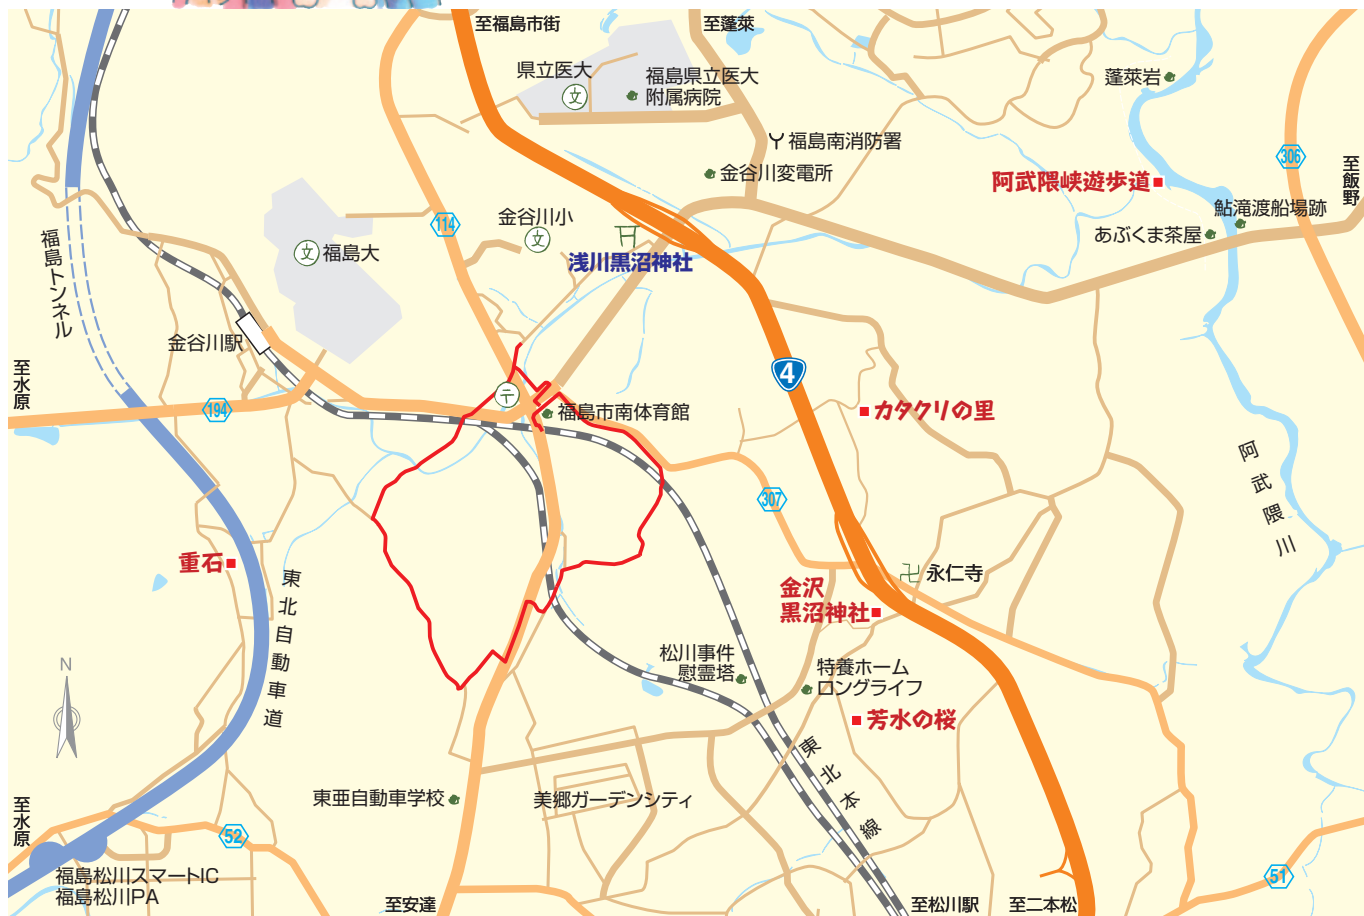 至福島市街
至蓬萊
県立医大
文
福島県立医大
附属病院
蓬萊岩
福島南消防署
306
至飯野
金谷川変電所
阿武隈峡遊歩道
鮎滝渡船場跡
あぶくま茶屋
金谷川小
文
114
文
福島大
浅川黒沼神社
福島トンネル
金谷川駅
至水原
194
4
福島市南体育館
カタクリの里
阿武隈川
307
重石
東北自動車道
永仁寺
金沢
黒沼神社
N
松川事件
慰霊塔
特養ホーム
ロングライフ
芳水の桜
東北本線
東亜自動車学校
美郷ガーデンシティ
至水原
52
51
福島松川スマートIC
福島松川PA
至安達
至松川駅
至二本松